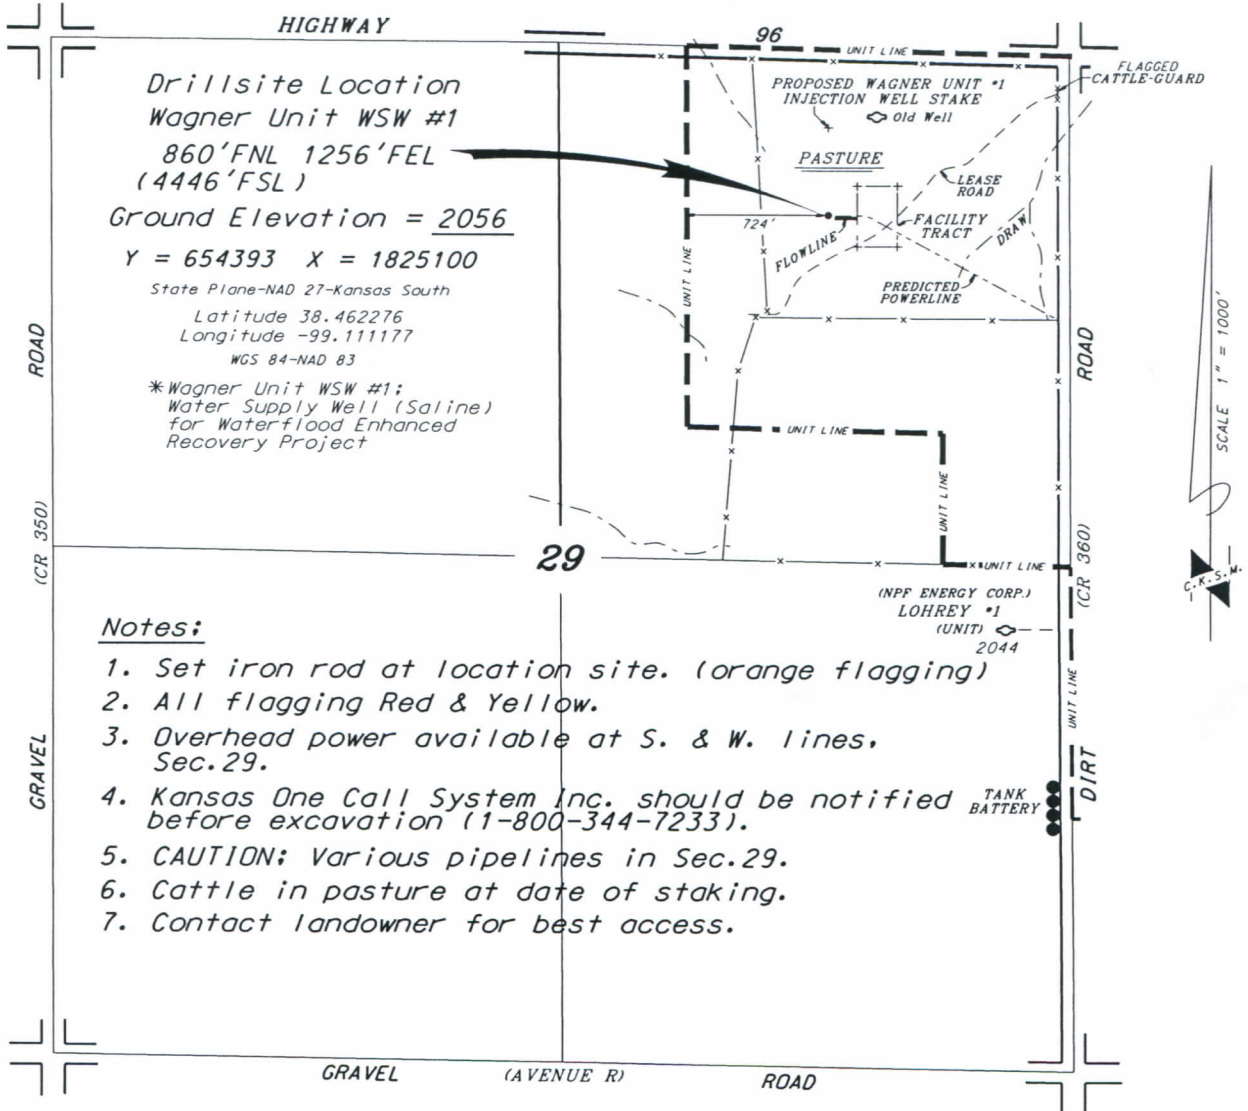 HIGHWAY
96
Drillsite Location
Wagner Unit WSW #1
860'FNL 1256'FEL
(4446'FSL)
Ground Elevation = 2056
Y = 654393 X = 1825100
State Plane-NAD 27-Kansas South
Latitude 38.462276
Longitude -99.111177
WGS 84-NAD 83
*Wagner Unit WSW #1:
Water Supply Well (Saline)
for Waterflood Enhanced
Recovery Project
UNIT LINE
FLAGGED
CATTLE-GUARD
PROPOSED WAGNER UNIT #1
INJECTION WELL STAKE
Old Well
PASTURE
LEASE
ROAD
724'
FLOWLINE
FACILITY
TRACT
DRAW
PREDICTED
POWERLINE
UNIT LINE
UNIT LINE
UNIT LINE
UNIT LINE
ROAD
(CR 350)
GRAVEL
ROAD
(CR 360)
SCALE 1" = 1000'
C.K.S.M.
29
(NPF ENERGY CORP.)
LOHREY #1
(UNIT)
2044
UNIT LINE
DIRT
TANK
BATTERY
Notes:
1. Set iron rod at location site. (orange flagging)
2. All flagging Red & Yellow.
3. Overhead power available at S. & W. lines,
Sec.29.
4. Kansas One Call System Inc. should be notified
before excavation (1-800-344-7233).
5. CAUTION: Various pipelines in Sec.29.
6. Cattle in pasture at date of staking.
7. Contact landowner for best access.
GRAVEL (AVENUE R) ROAD